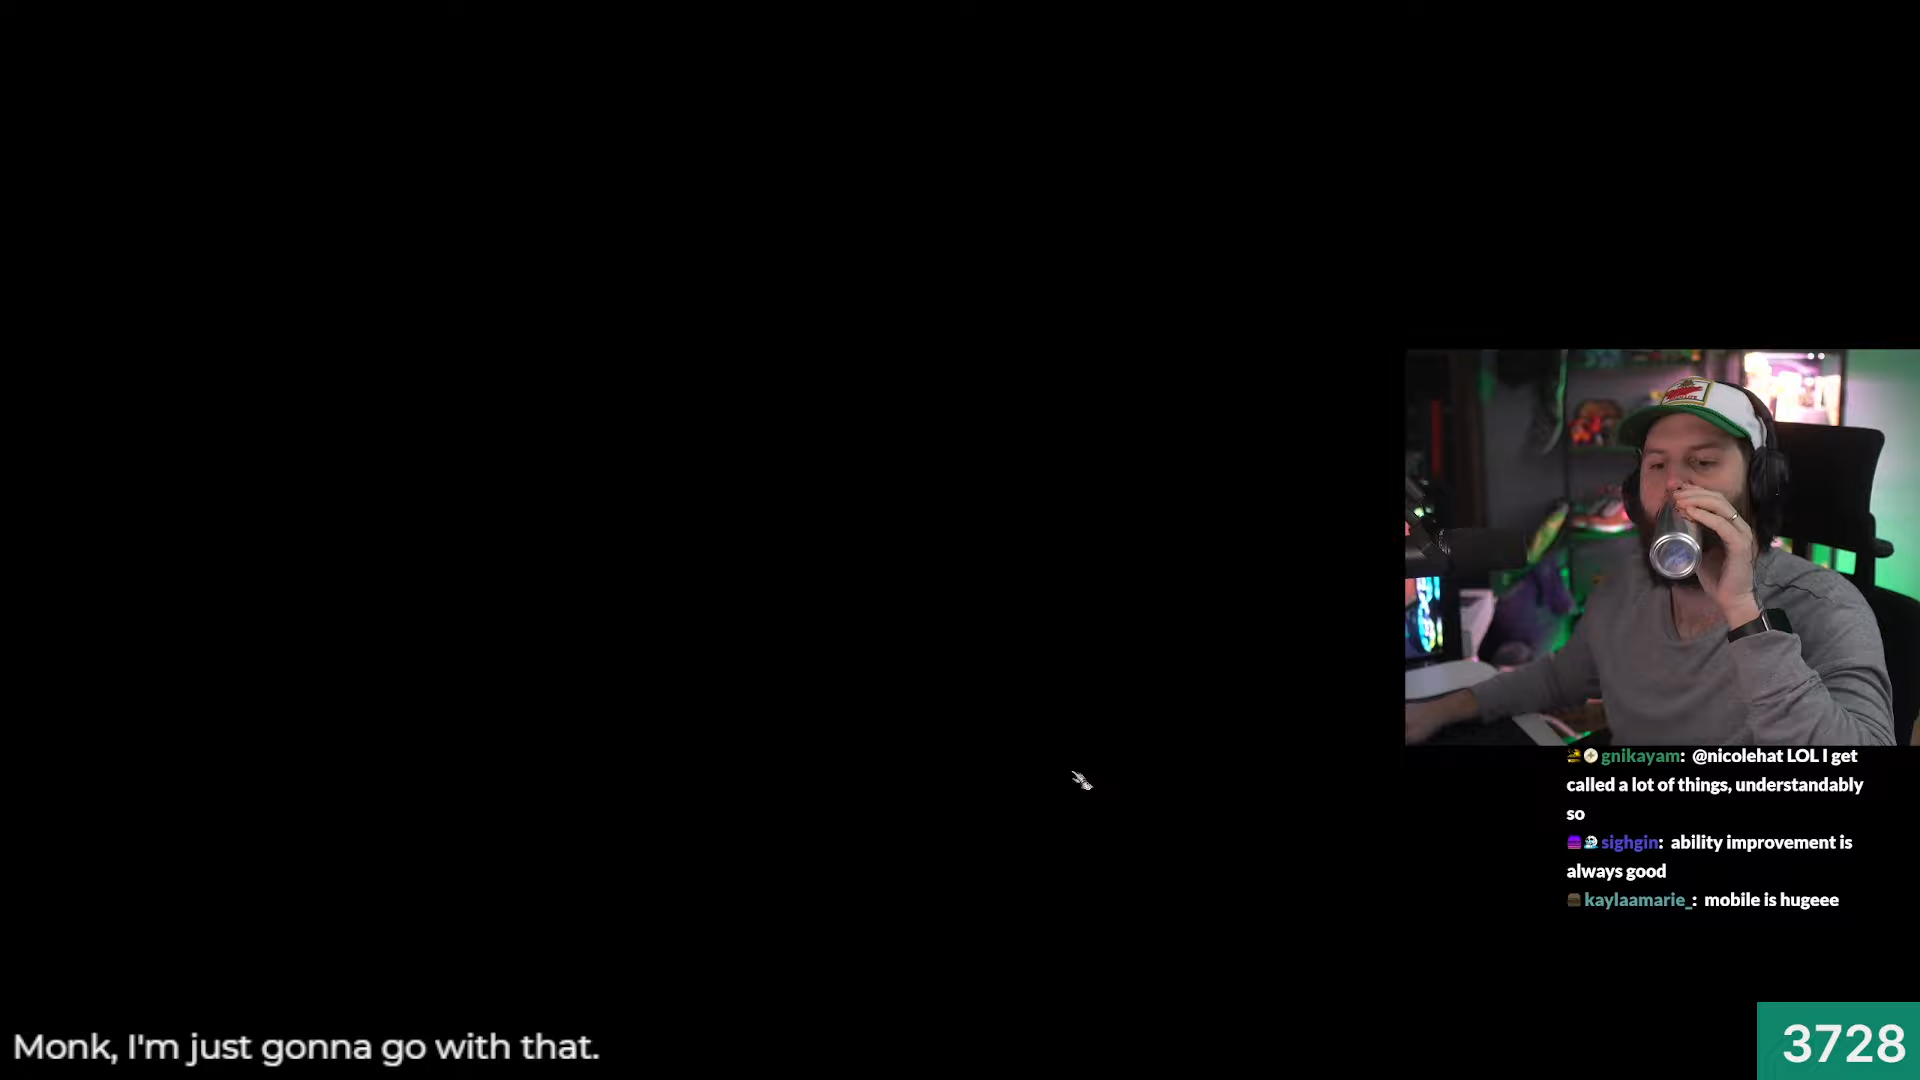 gnikayam: @nicolehat LOL I get
called a lot of things, understandably
so
sighgin: ability improvement is
always good
kaylaamarie_: mobile is hugeee
Monk, I'm just gonna go with that.
3728